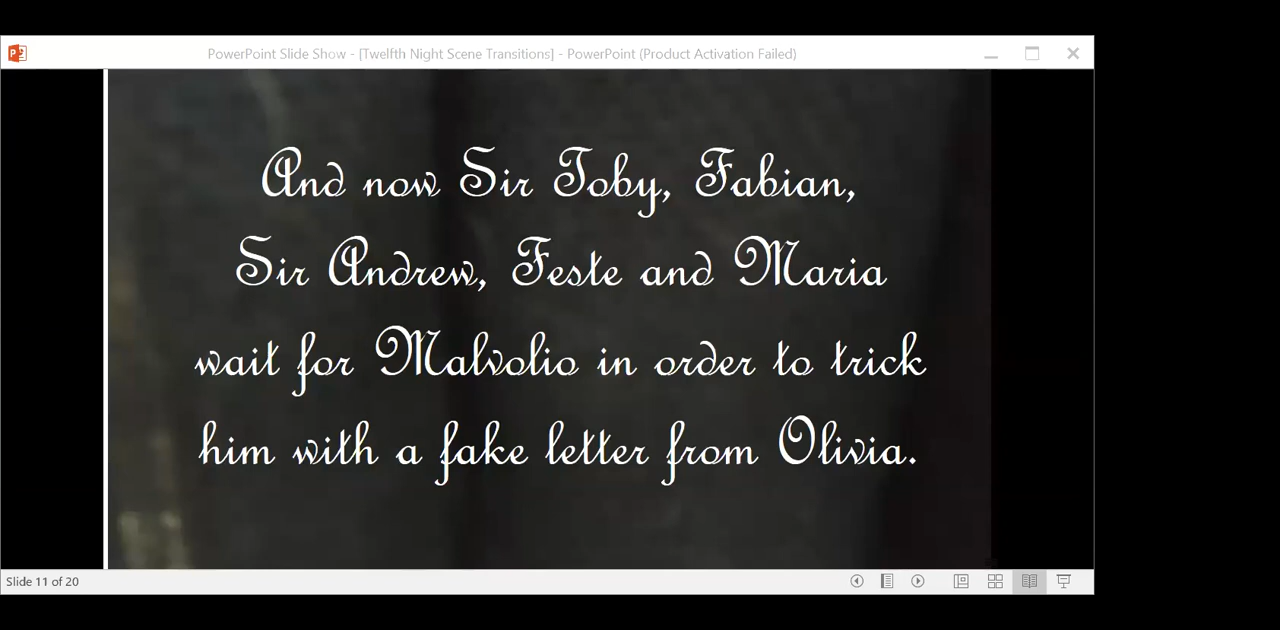 PowerPoint Slide Show - [Twelfth Night Scene Transitions] - PowerPoint (Product Activation Failed)
And now Sir Toby, Fabian,
Sir Andrew, Feste and Maria
wait for Malvolio in order to trick
him with a fake letter from Olivia.
Slide 11 of 20